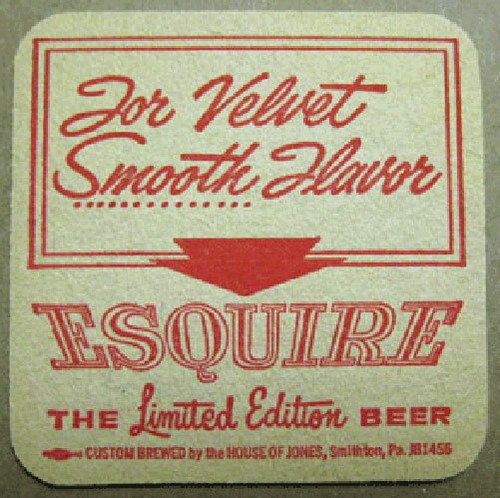 For Velvet
Smooth Flavor
ESQUIRE
THE Limited Edition BEER
CUSTOM BREWED by the HOUSE OF JONES, Smithton, Pa. JB1456